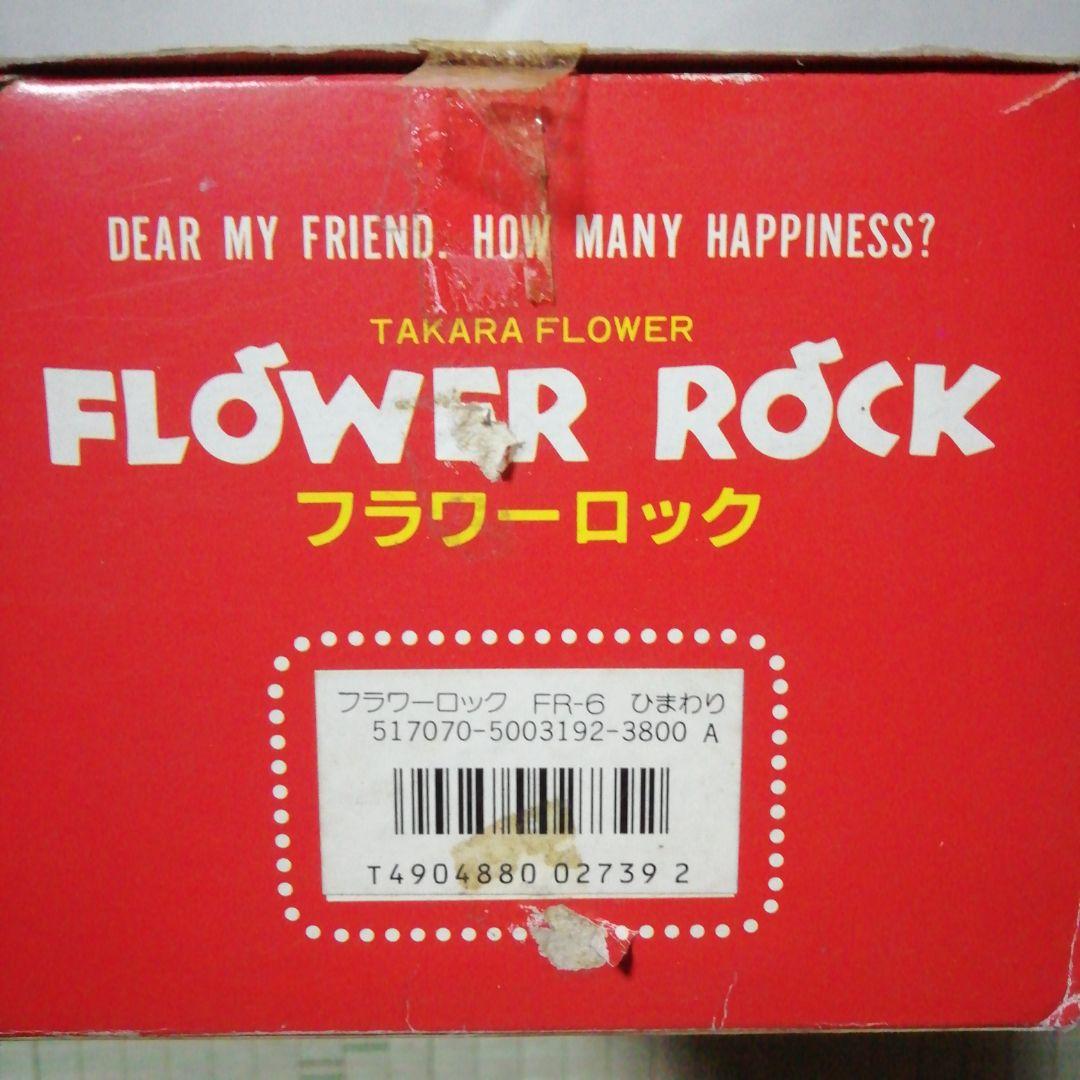 DEAR MY FRIEND. HOW MANY HAPPINESS?
TAKARA FLOWER
FLOWER ROCK
フラワーロック
フラワーロック FR-6 ひまわり
517070-5003192-3800 A
T4904880 02739 2